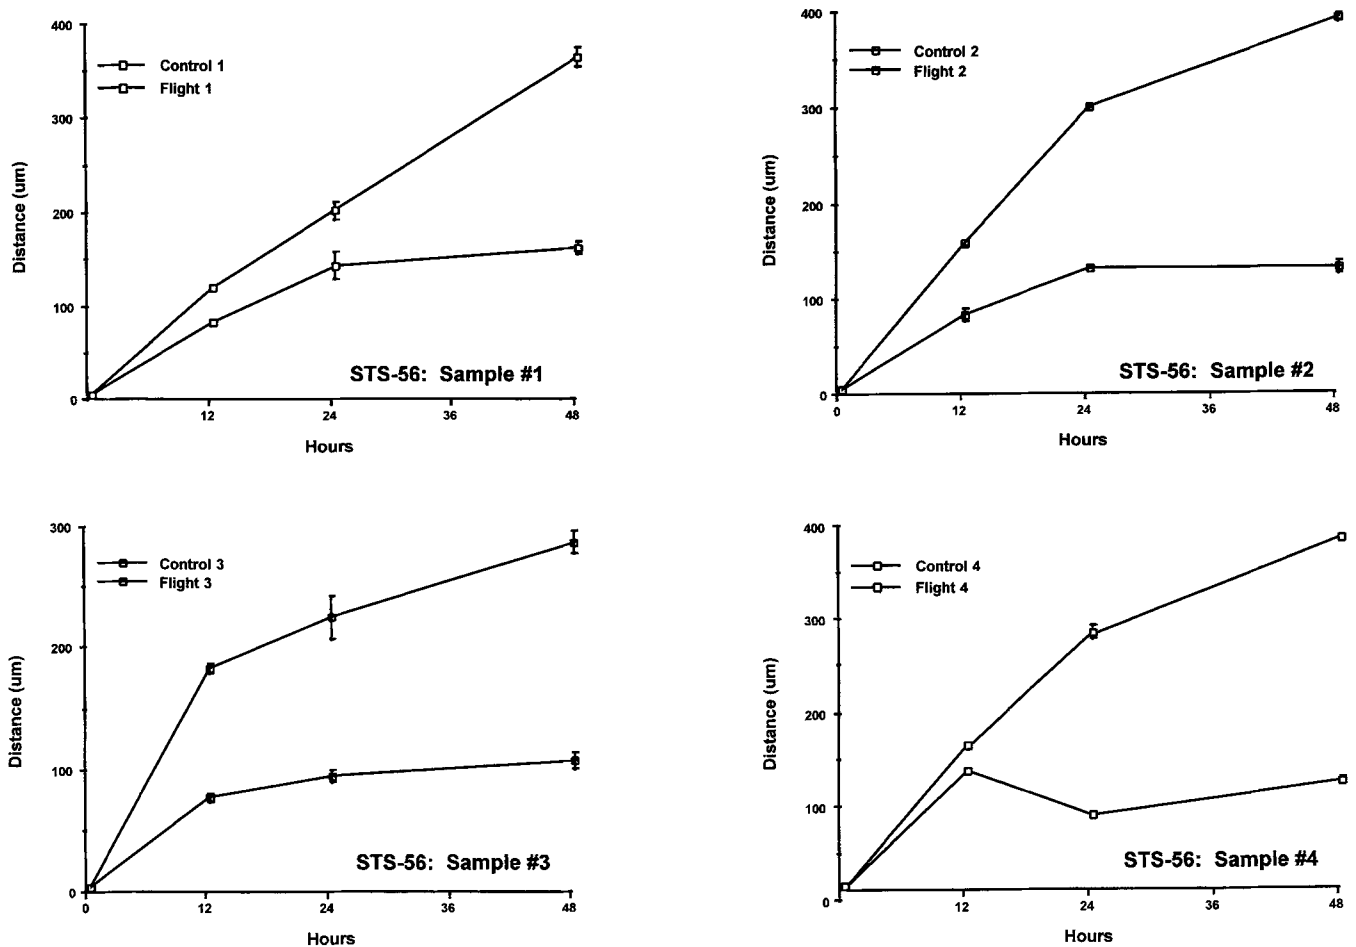 400
300
200
100
0
Distance (um)
Control 1
Flight 1
STS-56: Sample #1
12
24
36
48
Hours
400
300
200
100
0
Distance (um)
Control 2
Flight 2
STS-56: Sample #2
0
12
24
36
48
Hours
300
200
100
0
Distance (um)
Control 3
Flight 3
STS-56: Sample #3
0
12
24
36
48
Hours
400
300
200
100
0
Distance (um)
Control 4
Flight 4
STS-56: Sample #4
0
12
24
36
48
Hours